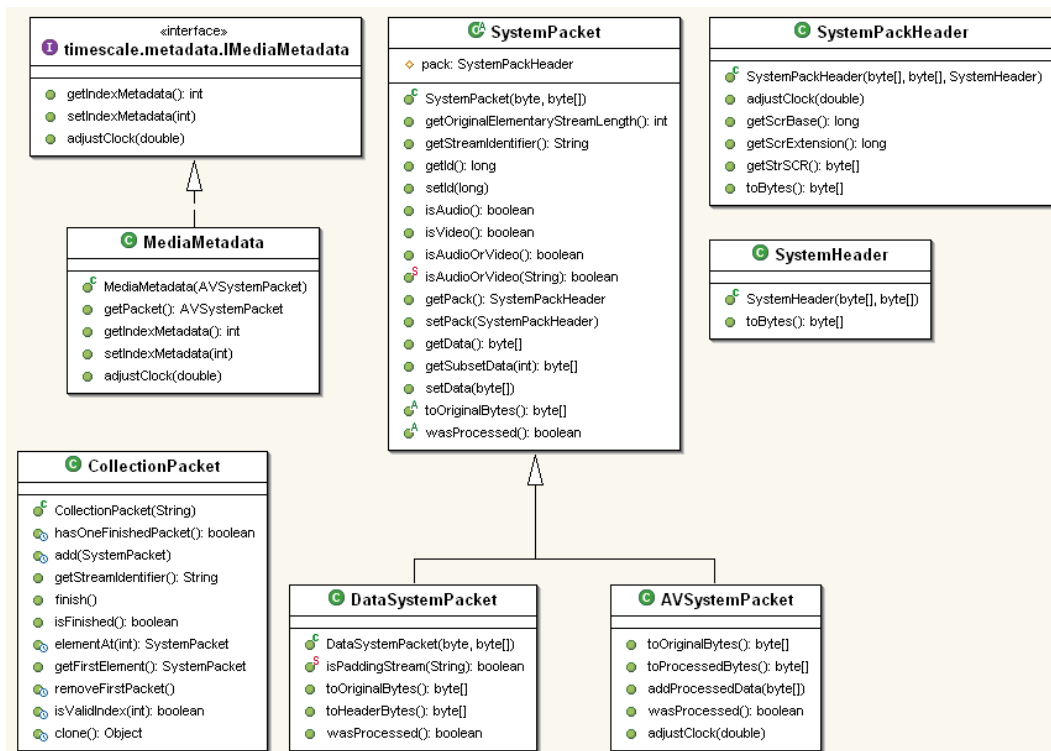 «interface»
timescale.metadata.IMediaMetadata
getIndexMetadata(): int
setIndexMetadata(int)
adjustClock(double)
MediaMetadata
MediaMetadata(AVSystemPacket)
getPacket(): AVSystemPacket
getIndexMetadata(): int
setIndexMetadata(int)
adjustClock(double)
SystemPacket
pack: SystemPackHeader
SystemPacket(byte, byte[])
getOriginalElementaryStreamLength(): int
getStreamIdentifier(): String
getId(): long
setId(long)
isAudio(): boolean
isVideo(): boolean
isAudioOrVideo(): boolean
isAudioOrVideo(String): boolean
getPack(): SystemPackHeader
setPack(SystemPackHeader)
getData(): byte[]
getSubsetData(int): byte[]
setData(byte[])
toOriginalBytes(): byte[]
wasProcessed(): boolean
SystemPackHeader
SystemPackHeader(byte[], byte[], SystemHeader)
adjustClock(double)
getScrBase(): long
getScrExtension(): long
getStrSCR(): byte[]
toBytes(): byte[]
SystemHeader
SystemHeader(byte[], byte[])
toBytes(): byte[]
CollectionPacket
CollectionPacket(String)
hasOneFinishedPacket(): boolean
add(SystemPacket)
getStreamIdentifier(): String
finish()
isFinished(): boolean
elementAt(int): SystemPacket
getFirstElement(): SystemPacket
removeFirstPacket()
isValidIndex(int): boolean
clone(): Object
DataSystemPacket
DataSystemPacket(byte, byte[])
isPaddingStream(String): boolean
toOriginalBytes(): byte[]
toHeaderBytes(): byte[]
wasProcessed(): boolean
AVSystemPacket
toOriginalBytes(): byte[]
toProcessedBytes(): byte[]
addProcessedData(byte[])
wasProcessed(): boolean
adjustClock(double)